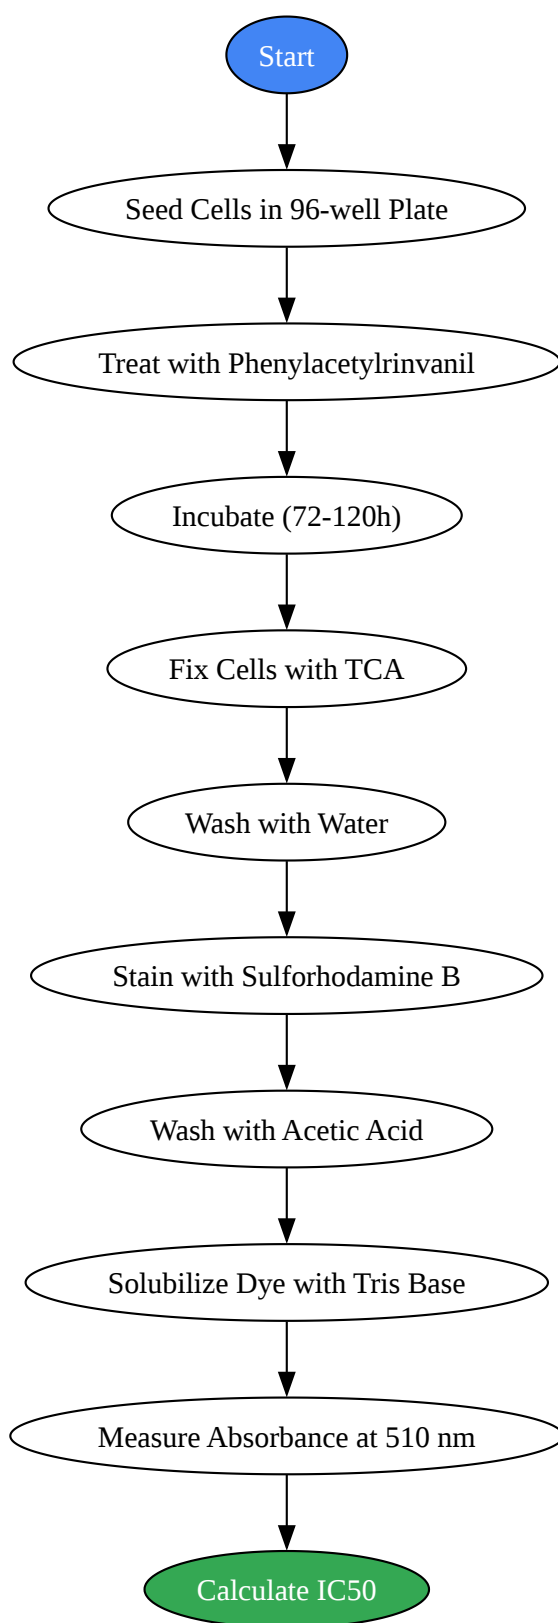 Start
Seed Cells in 96-well Plate
Treat with Phenylacetylrinvanil
Incubate (72-120h)
Fix Cells with TCA
Wash with Water
Stain with Sulforhodamine B
Wash with Acetic Acid
Solubilize Dye with Tris Base
Measure Absorbance at 510 nm
Calculate IC50